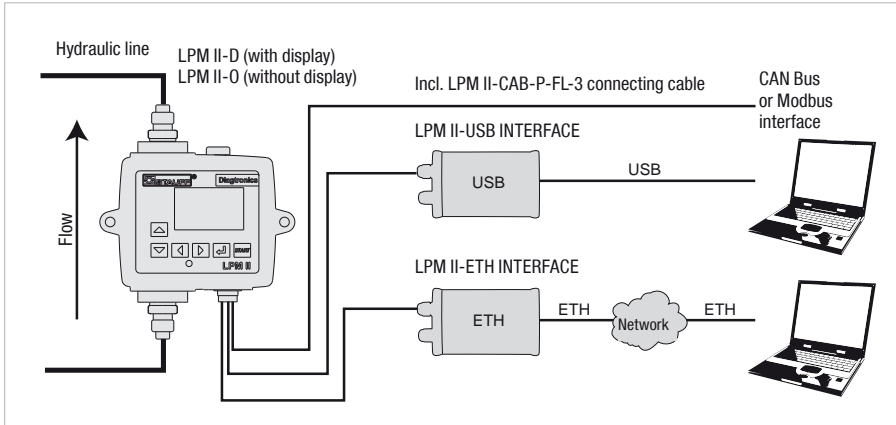 Hydraulic line
LPM II-D (with display)
LPM II-O (without display)
Incl. LPM II-CAB-P-FL-3 connecting cable
CAN Bus
or Modbus
interface
LPM II-USB INTERFACE
USB
USB
STAUFF®
Diagtronics
Flow
START
LPM II
LPM II-ETH INTERFACE
ETH
ETH
Network
ETH